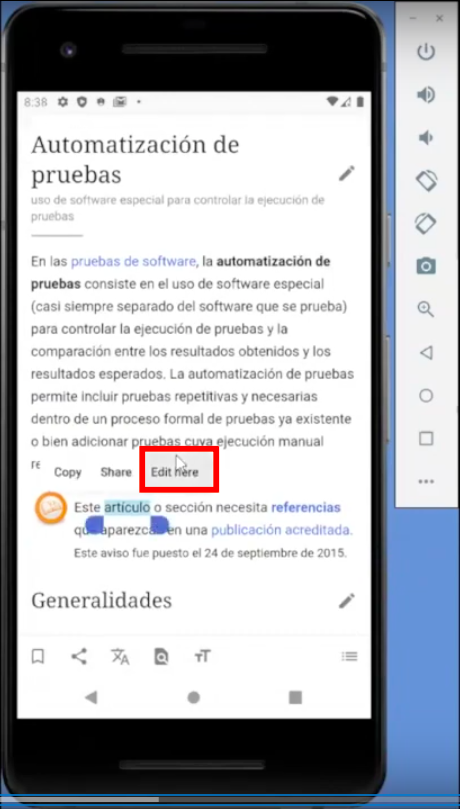 8:38
Automatización de
pruebas
uso de software especial para controlar la ejecución de
pruebas
En las pruebas de software, la automatización de
pruebas consiste en el uso de software especial
(casi siempre separado del software que se prueba)
para controlar la ejecución de pruebas y la
comparación entre los resultados obtenidos y los
resultados esperados. La automatización de pruebas
permite incluir pruebas repetitivas y necesarias
dentro de un proceso formal de pruebas ya existente
o bien adicionar pruebas cuya ejecución manual
Copy Share Edit here
Este artículo o sección necesita referencias
que aparezcan en una publicación acreditada.
Este aviso fue puesto el 24 de septiembre de 2015.
Generalidades